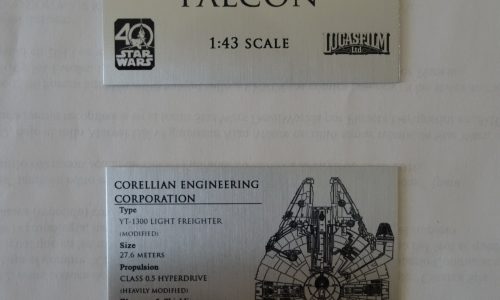 FALCON
40
STAR
WARS
1:43 SCALE
LUCASFILM
Ltd.
CORELLIAN ENGINEERING
CORPORATION
Type
YT-1300 LIGHT FREIGHTER
(MODIFIED)
Size
27.6 METERS
Propulsion
CLASS 0.5 HYPERDRIVE
(HEAVILY MODIFIED)